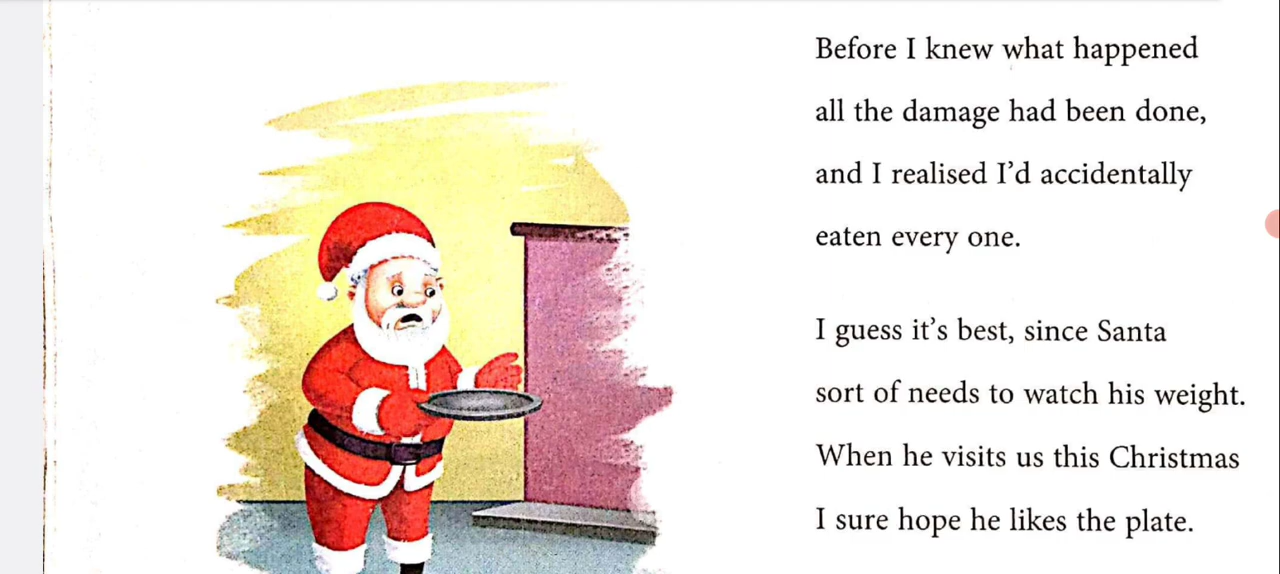 Before I knew what happened
all the damage had been done,
and I realised I’d accidentally
eaten every one.
I guess it’s best, since Santa
sort of needs to watch his weight.
When he visits us this Christmas
I sure hope he likes the plate.